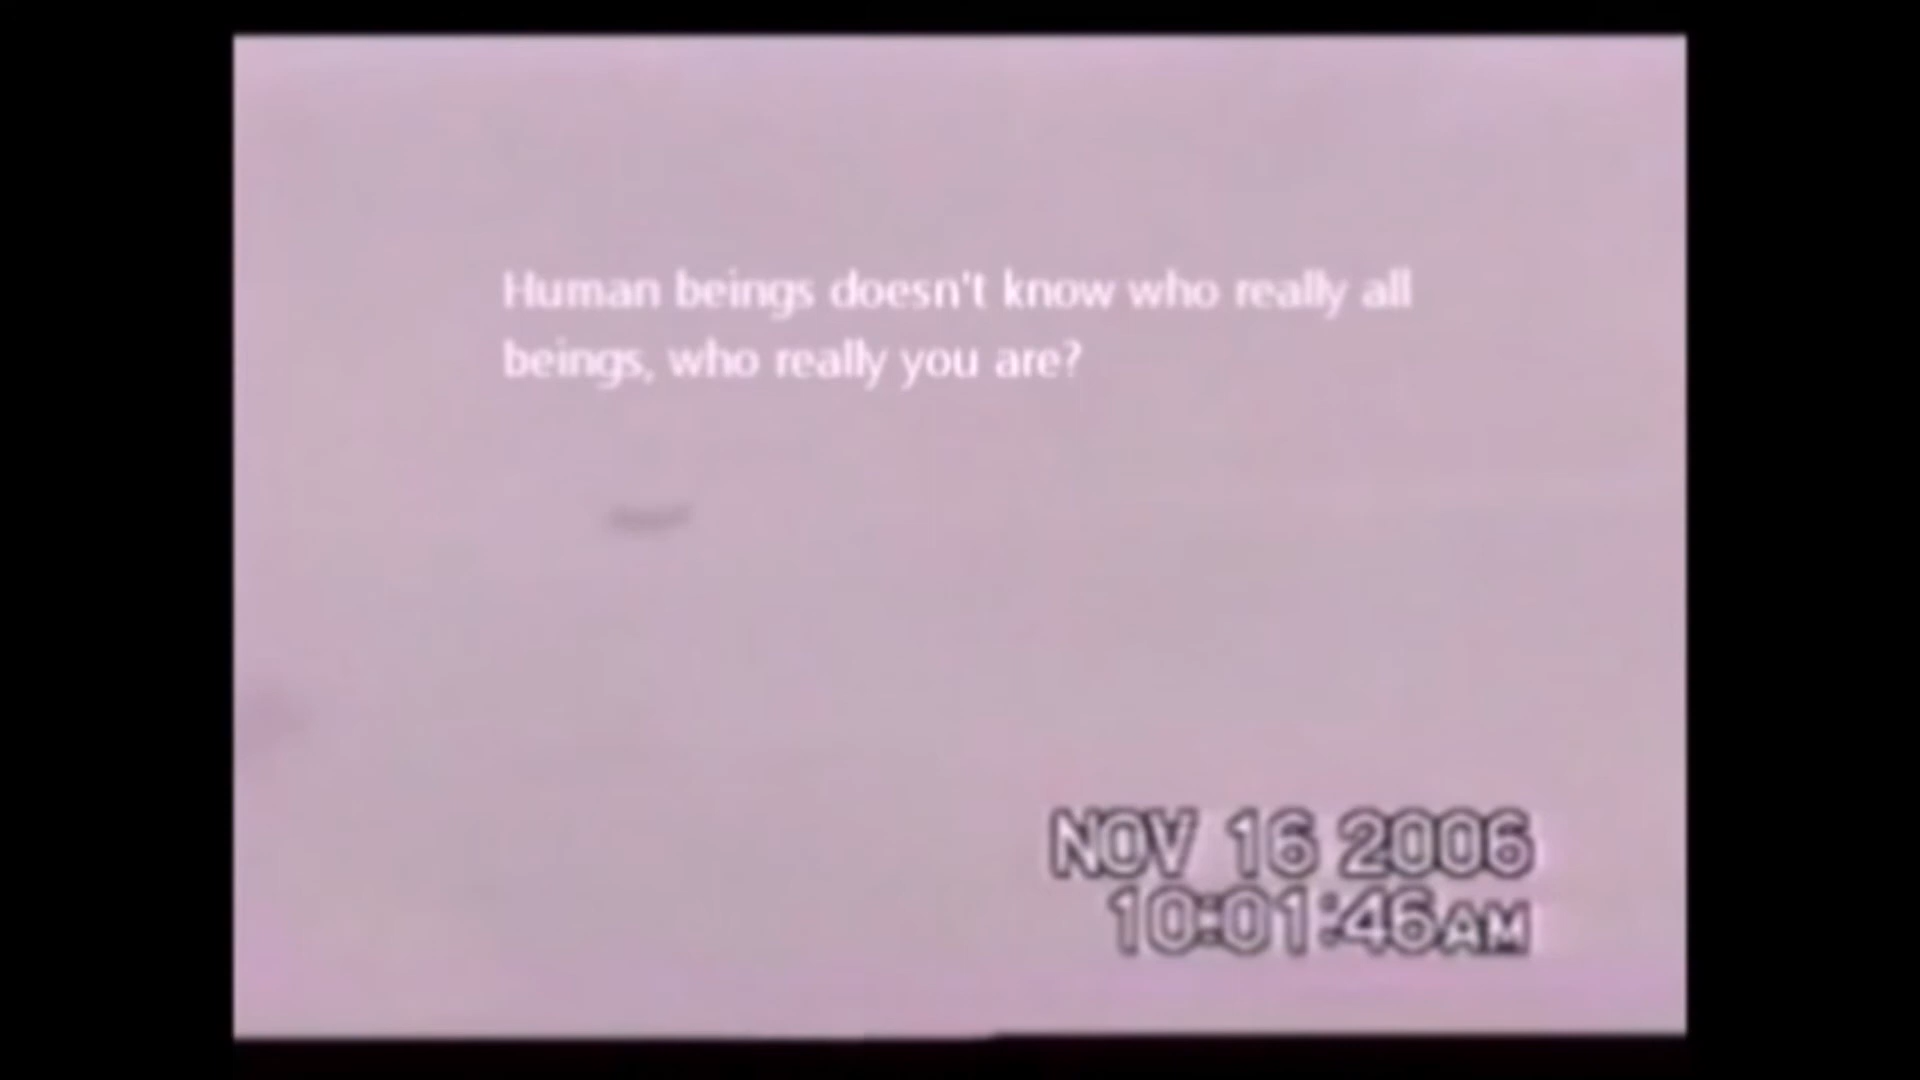 Human beings doesn't know who really all
beings, who really you are?
NOV 16 2006
10:01:46AM